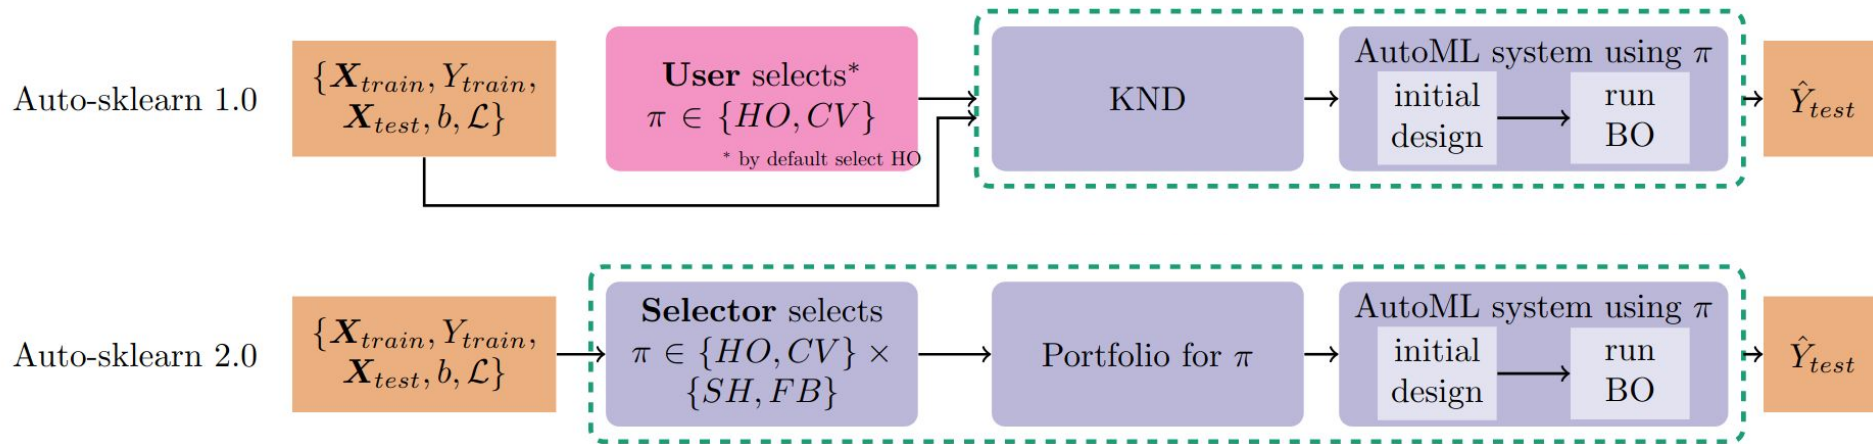 Auto-sklearn 1.0
{X_train, Y_train,
X_test, b, ℒ}
User selects*
π ∈ {HO, CV}
* by default select HO
KND
AutoML system using π
initial
design
run
BO
Ŷ_test
Auto-sklearn 2.0
{X_train, Y_train,
X_test, b, ℒ}
Selector selects
π ∈ {HO, CV} ×
{SH, FB}
Portfolio for π
AutoML system using π
initial
design
run
BO
Ŷ_test